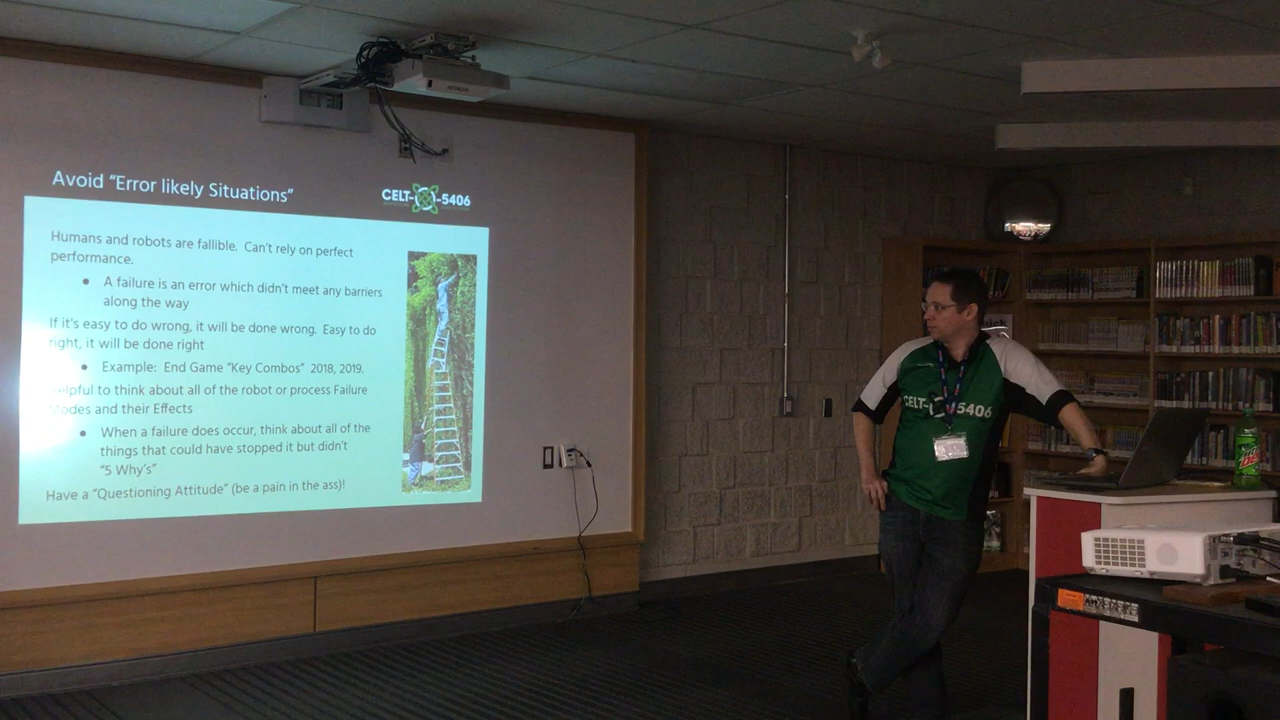 Avoid “Error likely Situations”
CELT-X-5406
Humans and robots are fallible. Can't rely on perfect
performance.
● A failure is an error which didn't meet any barriers
along the way
If it's easy to do wrong, it will be done wrong. Easy to do
right, it will be done right
● Example: End Game “Key Combos” 2018, 2019.
Helpful to think about all of the robot or process Failure
Modes and their Effects
● When a failure does occur, think about all of the
things that could have stopped it but didn't
“5 Why's”
Have a “Questioning Attitude” (be a pain in the ass)!
HITACHI
CELT-X-5406